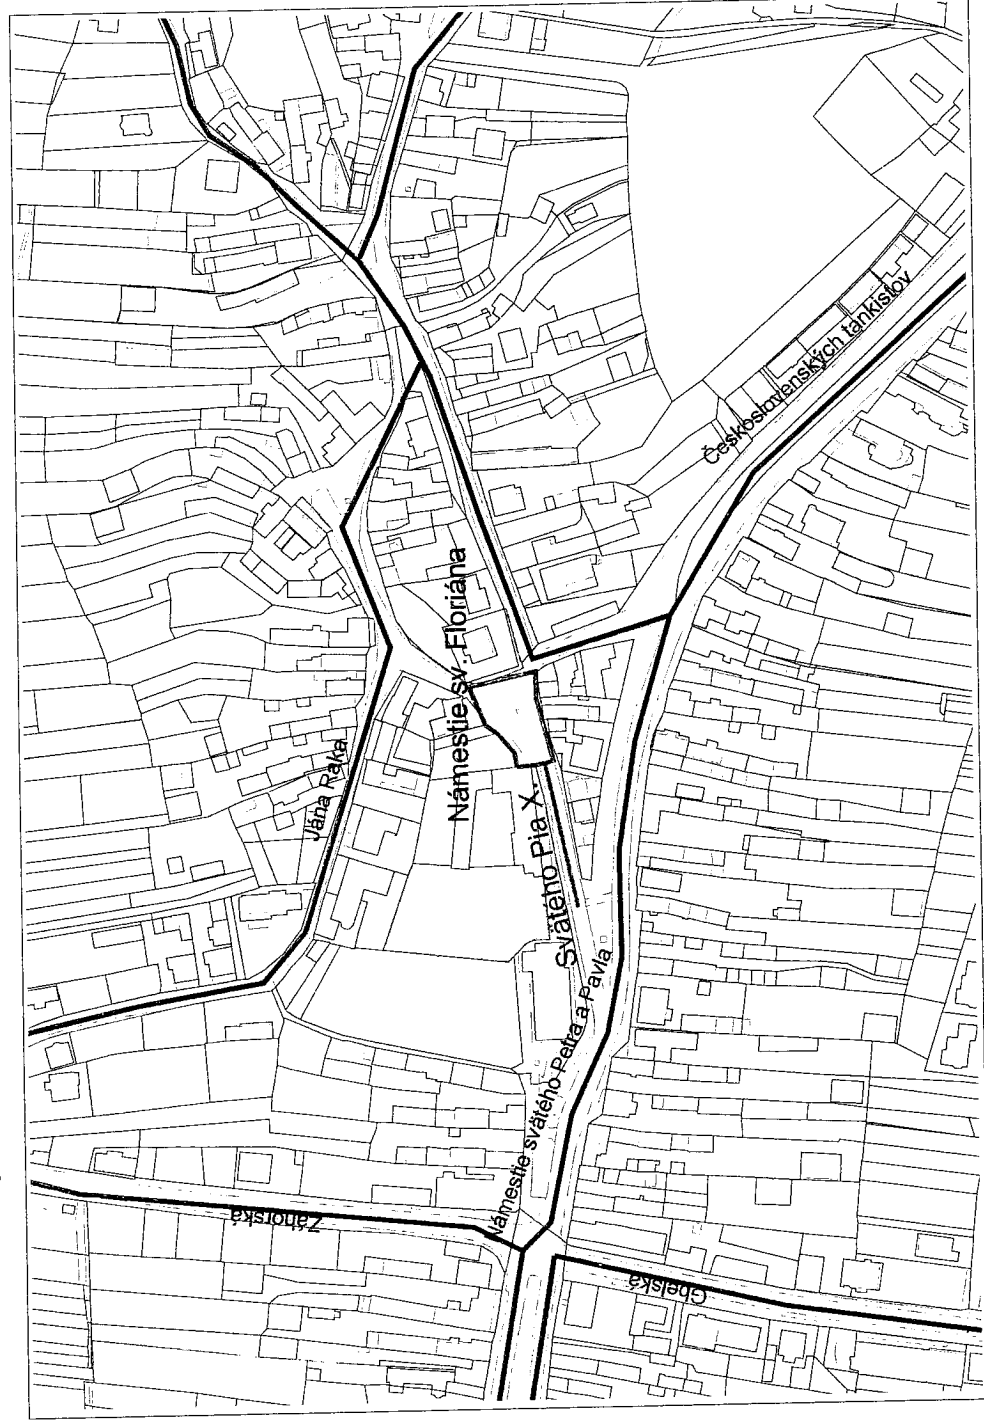 Československých tankistov
Námestie sv. Floriána
Jána Raka
Svätého Pia X.
Námestie svätého Petra a Pavla
Záhorská
Gbelská